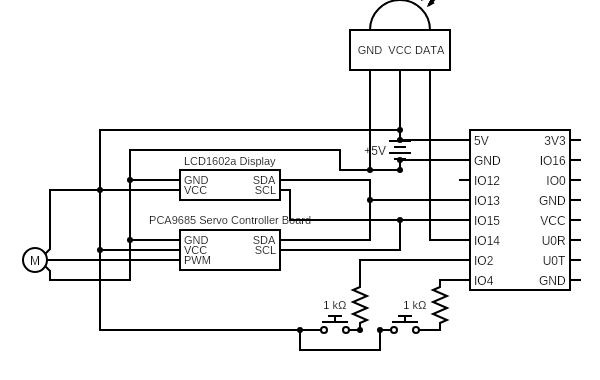 GND VCC DATA
+5V
5V 3V3
GND IO16
IO12 IO0
IO13 GND
IO15 VCC
IO14 U0R
IO2 U0T
IO4 GND
LCD1602a Display
GND SDA
VCC SCL
PCA9685 Servo Controller Board
GND SDA
VCC SCL
PWM
M
1 kΩ 1 kΩ